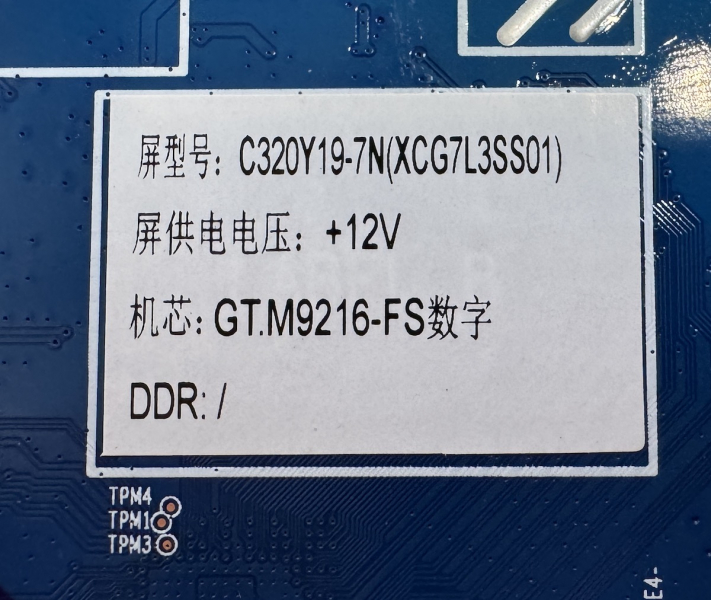 屏型号: C320Y19-7N(XCG7L3SS01)
屏供电电压: +12V
机芯: GT.M9216-FS数字
DDR: /
TPM4
TPM1
TPM3
E4-